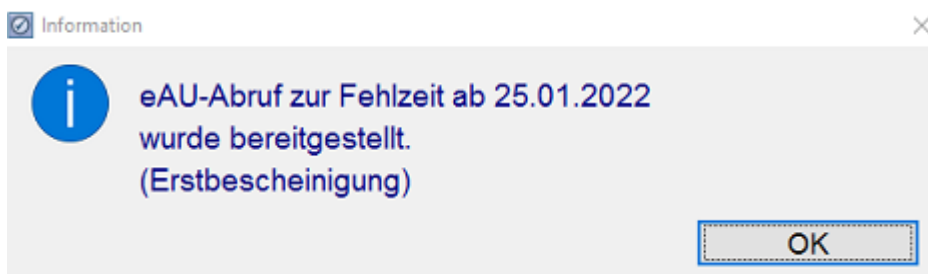 Information
eAU-Abruf zur Fehlzeit ab 25.01.2022
wurde bereitgestellt.
(Erstbescheinigung)
OK